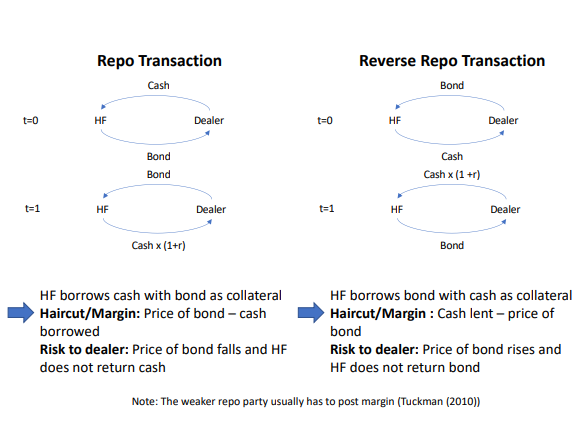 Repo Transaction
Cash
t=0
HF
Dealer
Bond
Bond
t=1
HF
Dealer
Cash x (1+r)
HF borrows cash with bond as collateral
Haircut/Margin: Price of bond – cash
borrowed
Risk to dealer: Price of bond falls and HF
does not return cash
Reverse Repo Transaction
Bond
t=0
HF
Dealer
Cash
Cash x (1 +r)
t=1
HF
Dealer
Bond
HF borrows bond with cash as collateral
Haircut/Margin : Cash lent – price of
bond
Risk to dealer: Price of bond rises and
HF does not return bond
Note: The weaker repo party usually has to post margin (Tuckman (2010))